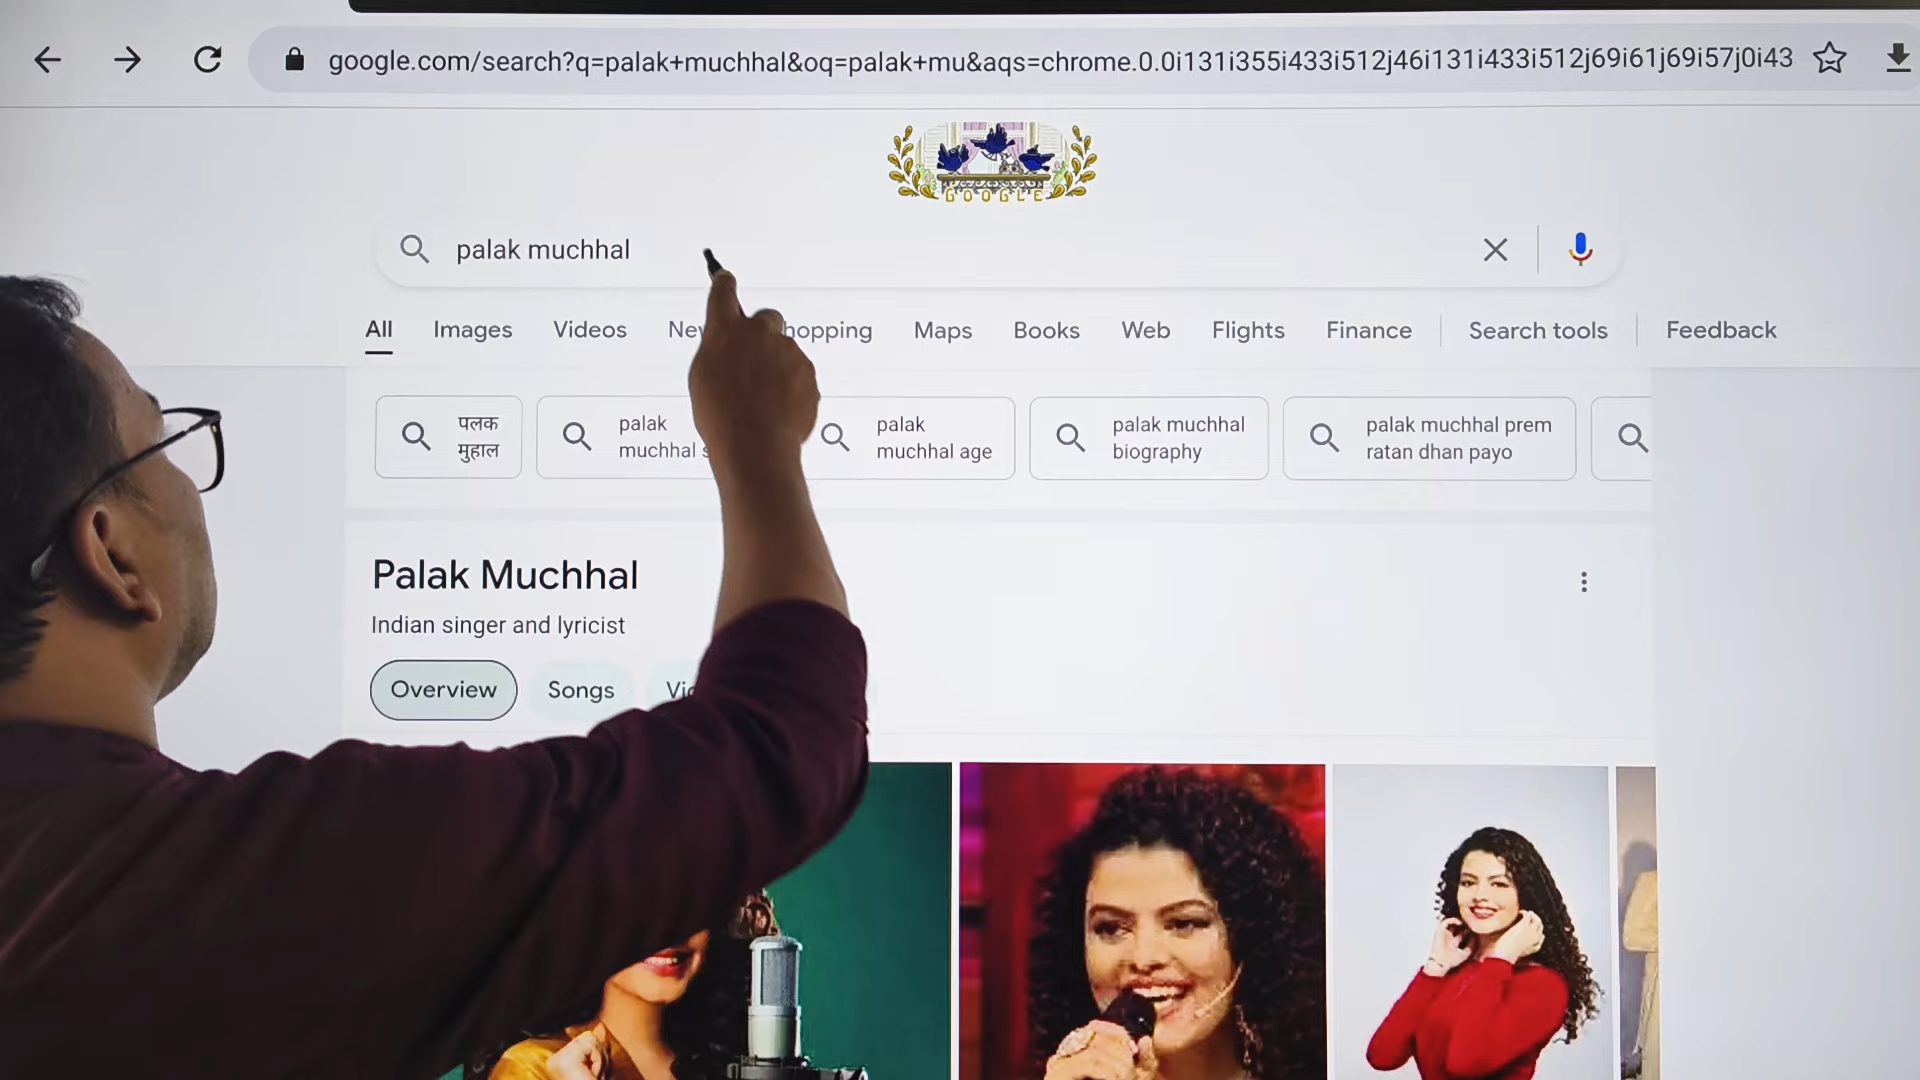 google.com/search?q=palak+muchhal&oq=palak+mu&aqs=chrome.0.0i131i355i433i512j46i131i433i512j69i61j69i57j0i43
GOOGLE
palak muchhal
All Images Videos Maps Books Web Flights Finance Search tools Feedback
पलक
मुहाल
palak
muchhal
palak
muchhal age
palak muchhal
biography
palak muchhal prem
ratan dhan payo
Palak Muchhal
Indian singer and lyricist
Overview Songs